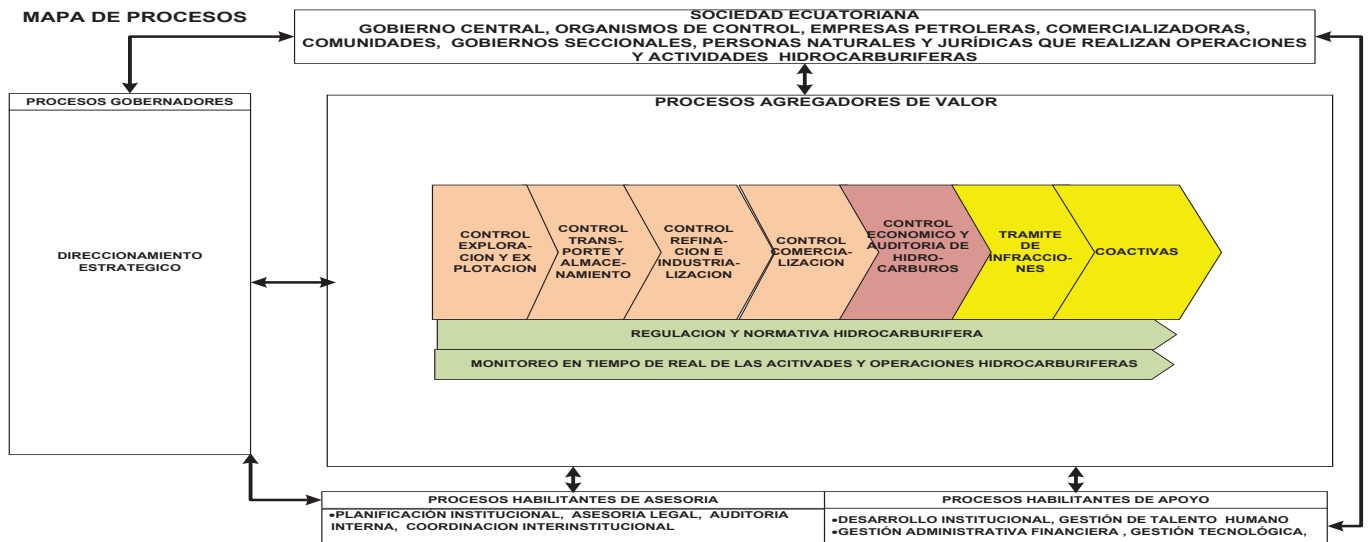 MAPA DE PROCESOS
SOCIEDAD ECUATORIANA
GOBIERNO CENTRAL, ORGANISMOS DE CONTROL, EMPRESAS PETROLERAS, COMERCIALIZADORAS,
COMUNIDADES, GOBIERNOS SECCIONALES, PERSONAS NATURALES Y JURÍDICAS QUE REALIZAN OPERACIONES
Y ACTIVIDADES HIDROCARBURIFERAS
PROCESOS GOBERNADORES
DIRECCIONAMIENTO
ESTRATEGICO
PROCESOS AGREGADORES DE VALOR
CONTROL
EXPLORA-
CION Y EX
PLOTACION
CONTROL
TRANS-
PORTE Y
ALMACE-
NAMIENTO
CONTROL
REFINA-
CION E
INDUSTRIA-
LIZACION
CONTROL
COMERCIA-
LIZACION
CONTROL
ECONOMICO Y
AUDITORIA DE
HIDRO-
CARBUROS
TRAMITE
DE
INFRACCIO-
NES
COACTIVAS
REGULACION Y NORMATIVA HIDROCARBURIFERA
MONITOREO EN TIEMPO DE REAL DE LAS ACITIVADES Y OPERACIONES HIDROCARBURIFERAS
PROCESOS HABILITANTES DE ASESORIA
•PLANIFICACIÓN INSTITUCIONAL, ASESORIA LEGAL, AUDITORIA
INTERNA, COORDINACION INTERINSTITUCIONAL
PROCESOS HABILITANTES DE APOYO
•DESARROLLO INSTITUCIONAL, GESTIÓN DE TALENTO HUMANO
•GESTIÓN ADMINISTRATIVA FINANCIERA , GESTIÓN TECNOLÓGICA,